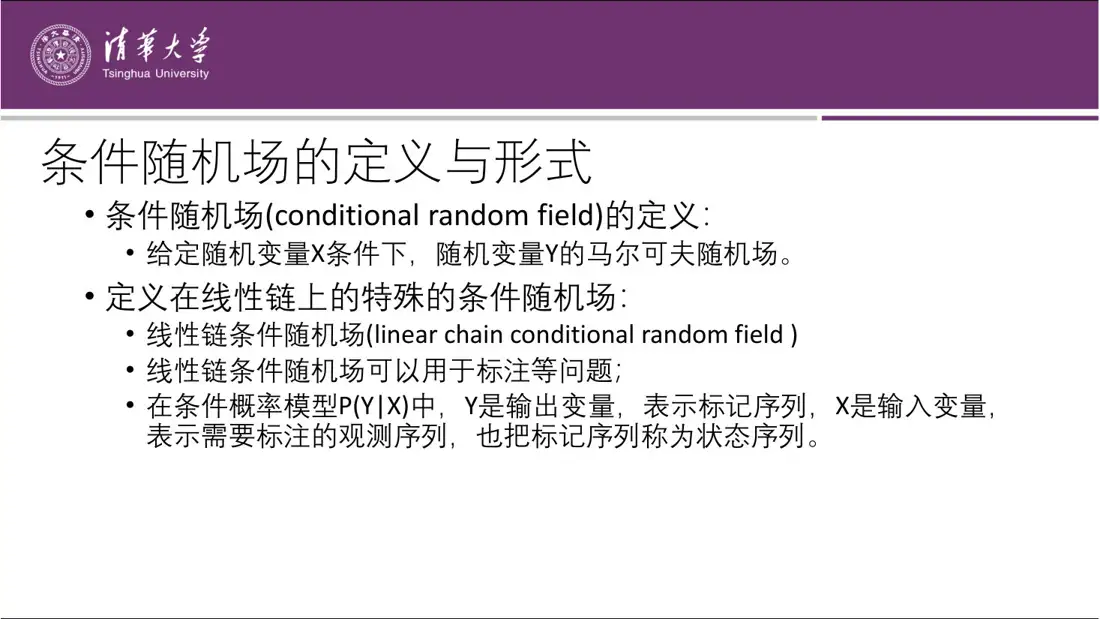 清华大学
Tsinghua University
条件随机场的定义与形式
• 条件随机场(conditional random field)的定义：
• 给定随机变量X条件下，随机变量Y的马尔可夫随机场。
• 定义在线性链上的特殊的条件随机场：
• 线性链条件随机场(linear chain conditional random field )
• 线性链条件随机场可以用于标注等问题；
• 在条件概率模型P(Y|X)中，Y是输出变量，表示标记序列，X是输入变量，
表示需要标注的观测序列，也把标记序列称为状态序列。